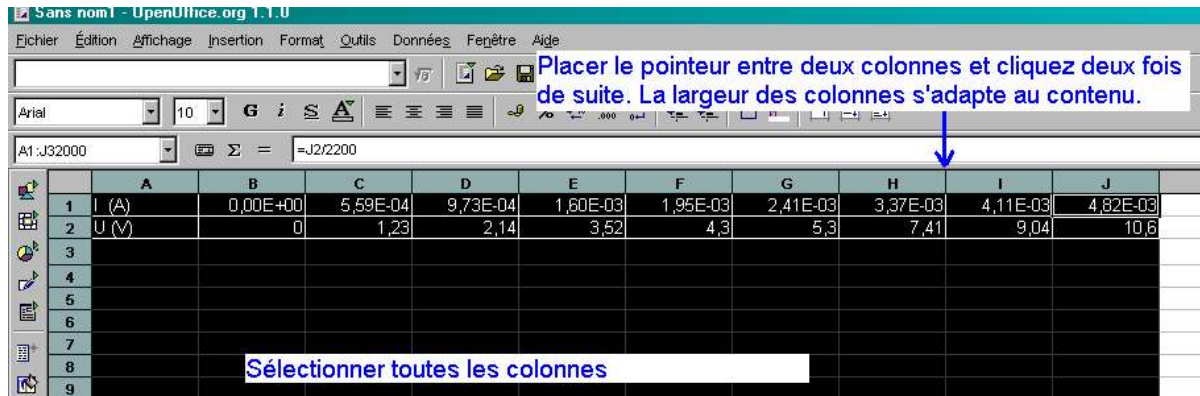 Sans nom1 - OpenOffice.org 1.1.0
Fichier Édition Affichage Insertion Format Outils Données Fenêtre Aide
Placer le pointeur entre deux colonnes et cliquez deux fois
de suite. La largeur des colonnes s'adapte au contenu.
Arial 10 G i S A
A1:J32000 Σ = =J2/2200
A B C D E F G H I J
1 I (A) 0,00E+00 5,59E-04 9,73E-04 1,60E-03 1,95E-03 2,41E-03 3,37E-03 4,11E-03 4,82E-03
2 U (V) 0 1,23 2,14 3,52 4,3 5,3 7,41 9,04 10,6
3
4
5
6
7
8
Sélectionner toutes les colonnes
9